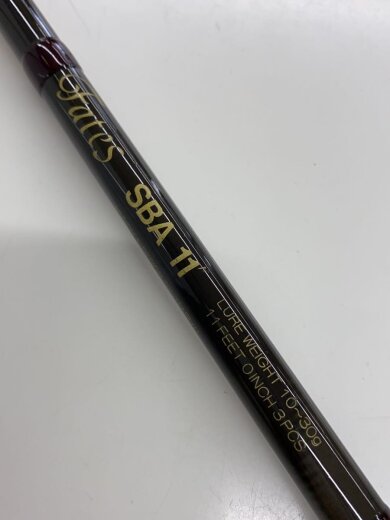 Fates
SBA 11'
LURE WEIGHT 10~30g
11 FEET 0 INCH 3 PCS